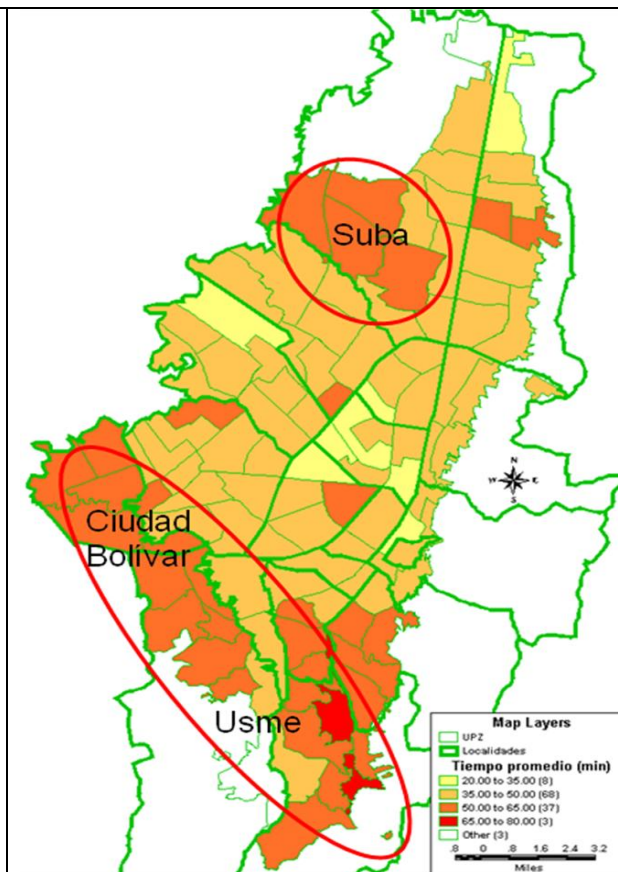 Suba
Ciudad
Bolívar
Usme
N
W E
S
Map Layers
UPZ
Localidades
Tiempo promedio (min)
20.00 to 35.00 (8)
35.00 to 50.00 (68)
50.00 to 65.00 (37)
65.00 to 80.00 (3)
Other (3)
.8 0 .8 1.6 2.4 3.2
Miles